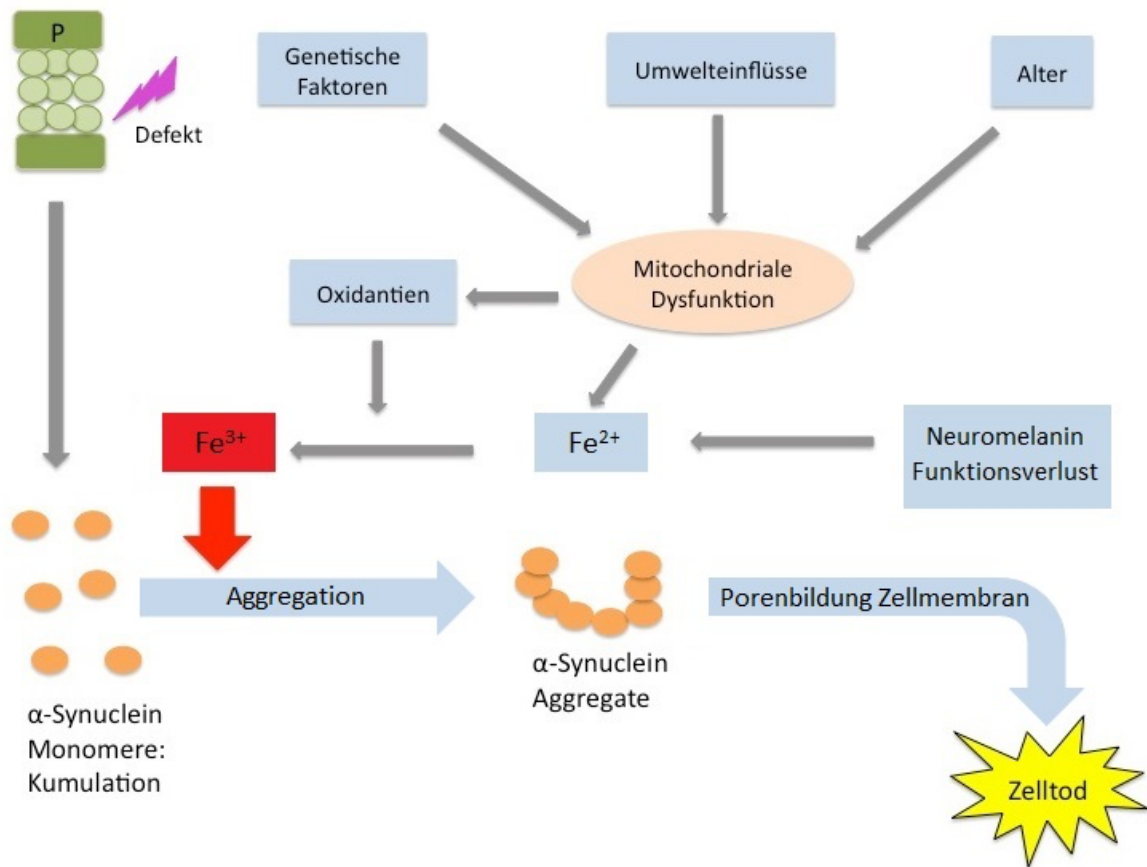 P
Defekt
Genetische
Faktoren
Umwelteinflüsse
Alter
Mitochondriale
Dysfunktion
Oxidantien
Fe³⁺
Fe²⁺
Neuromelanin
Funktionsverlust
Aggregation
Porenbildung Zellmembran
α-Synuclein
Aggregate
α-Synuclein
Monomere:
Kumulation
Zelltod